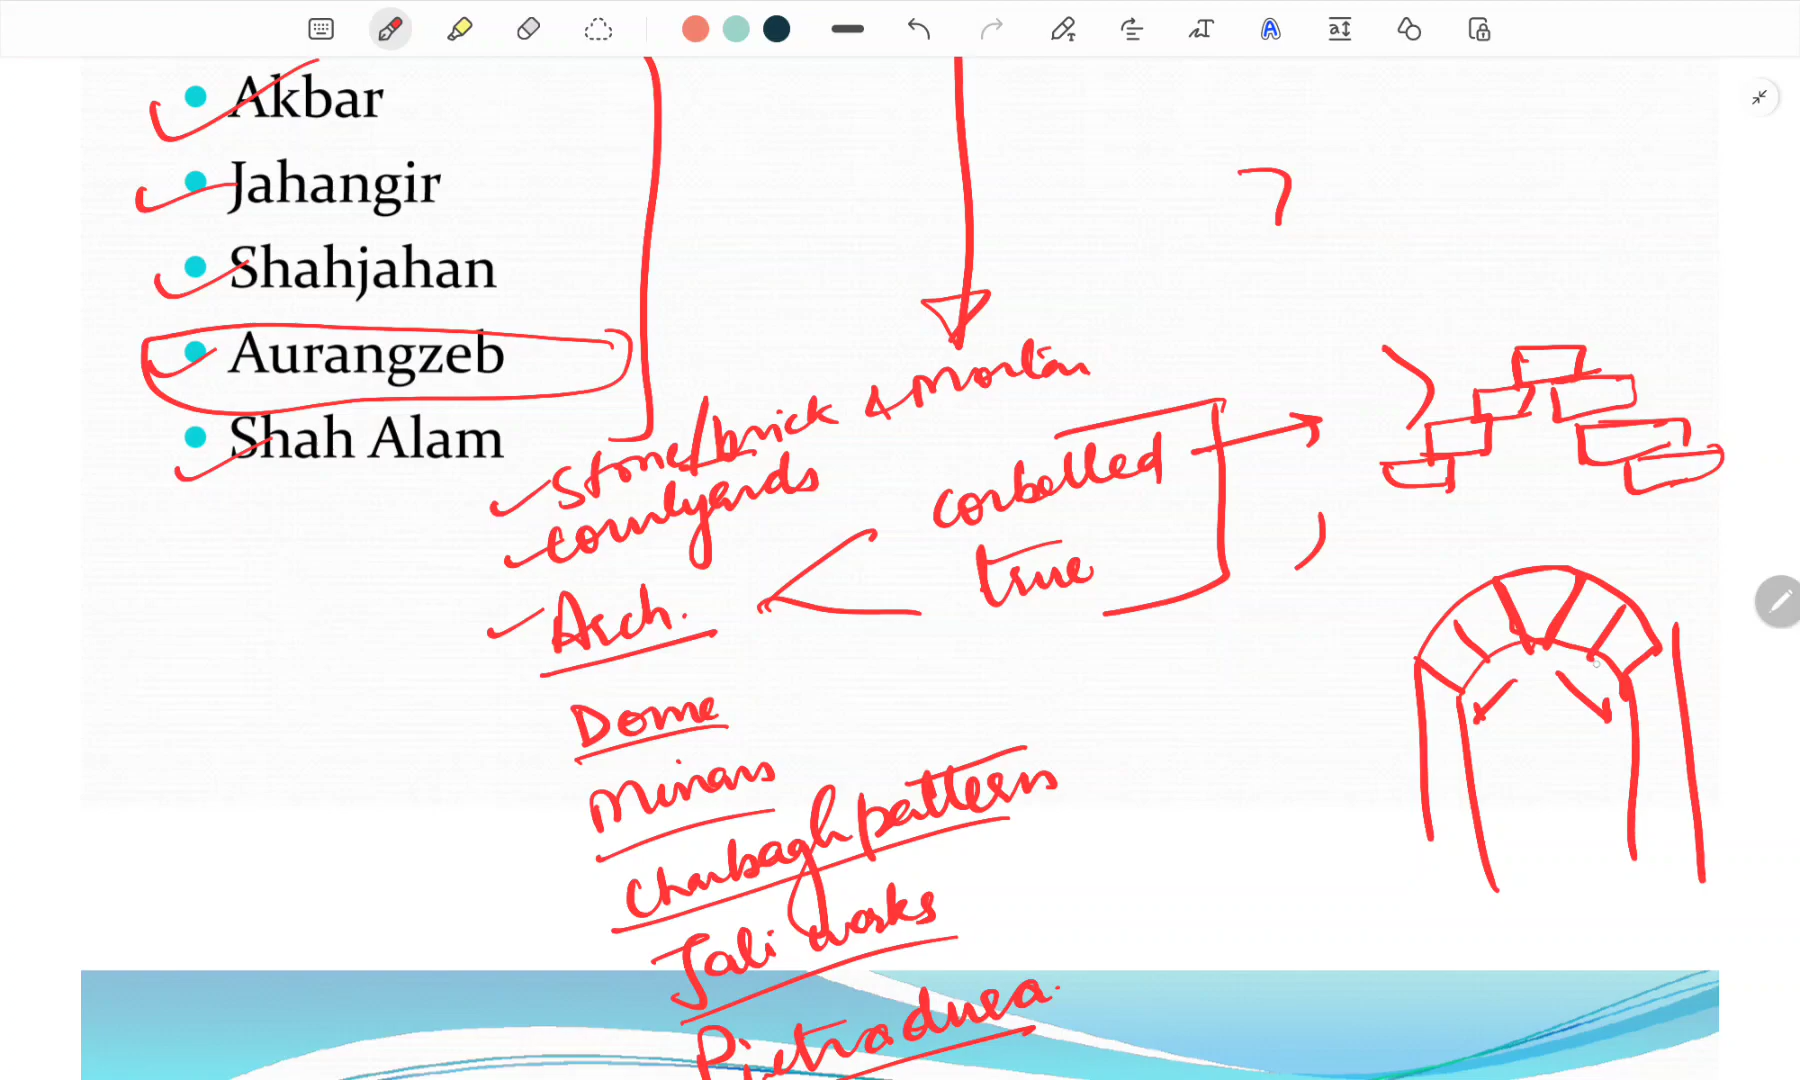 Akbar
Jahangir
Shahjahan
Aurangzeb
Shah Alam
stone/brick & mortar
courtyards
Arch.
corbelled
true
Dome
Minars
charbagh pattern
Jali works
Pietradura.